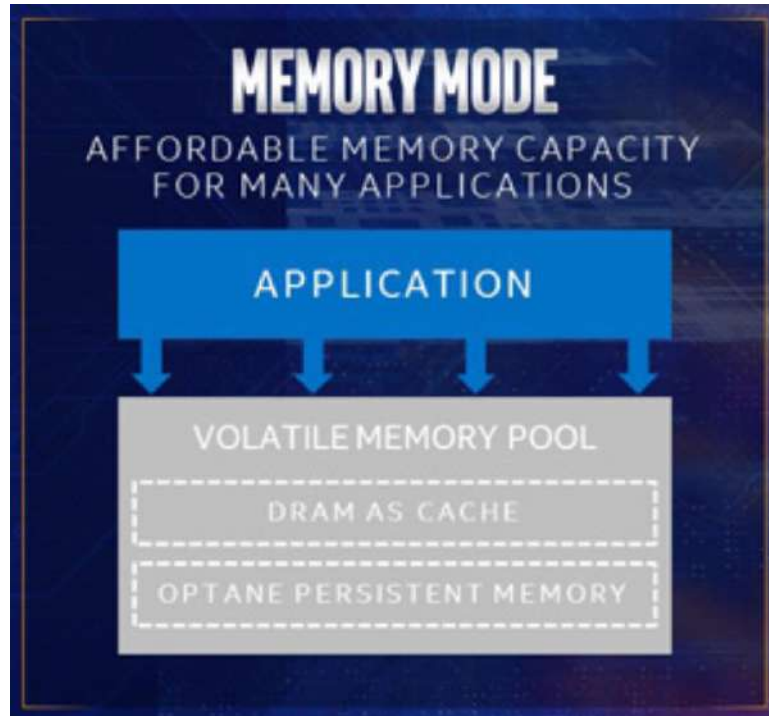 MEMORY MODE
AFFORDABLE MEMORY CAPACITY
FOR MANY APPLICATIONS
APPLICATION
VOLATILE MEMORY POOL
DRAM AS CACHE
OPTANE PERSISTENT MEMORY